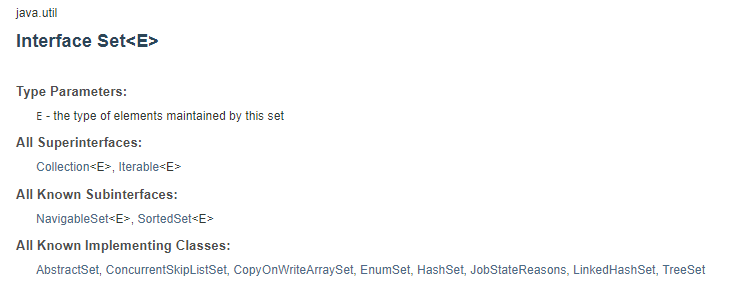 java.util
Interface Set<E>
Type Parameters:
E - the type of elements maintained by this set
All Superinterfaces:
Collection<E>, Iterable<E>
All Known Subinterfaces:
NavigableSet<E>, SortedSet<E>
All Known Implementing Classes:
AbstractSet, ConcurrentSkipListSet, CopyOnWriteArraySet, EnumSet, HashSet, JobStateReasons, LinkedHashSet, TreeSet